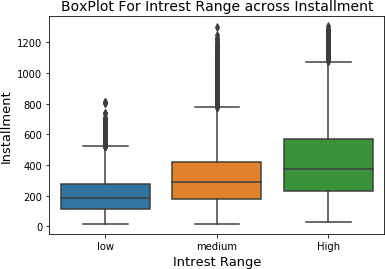 BoxPlot For Intrest Range across Installment
Installment
1200
1000
800
600
400
200
0
low medium High
Intrest Range